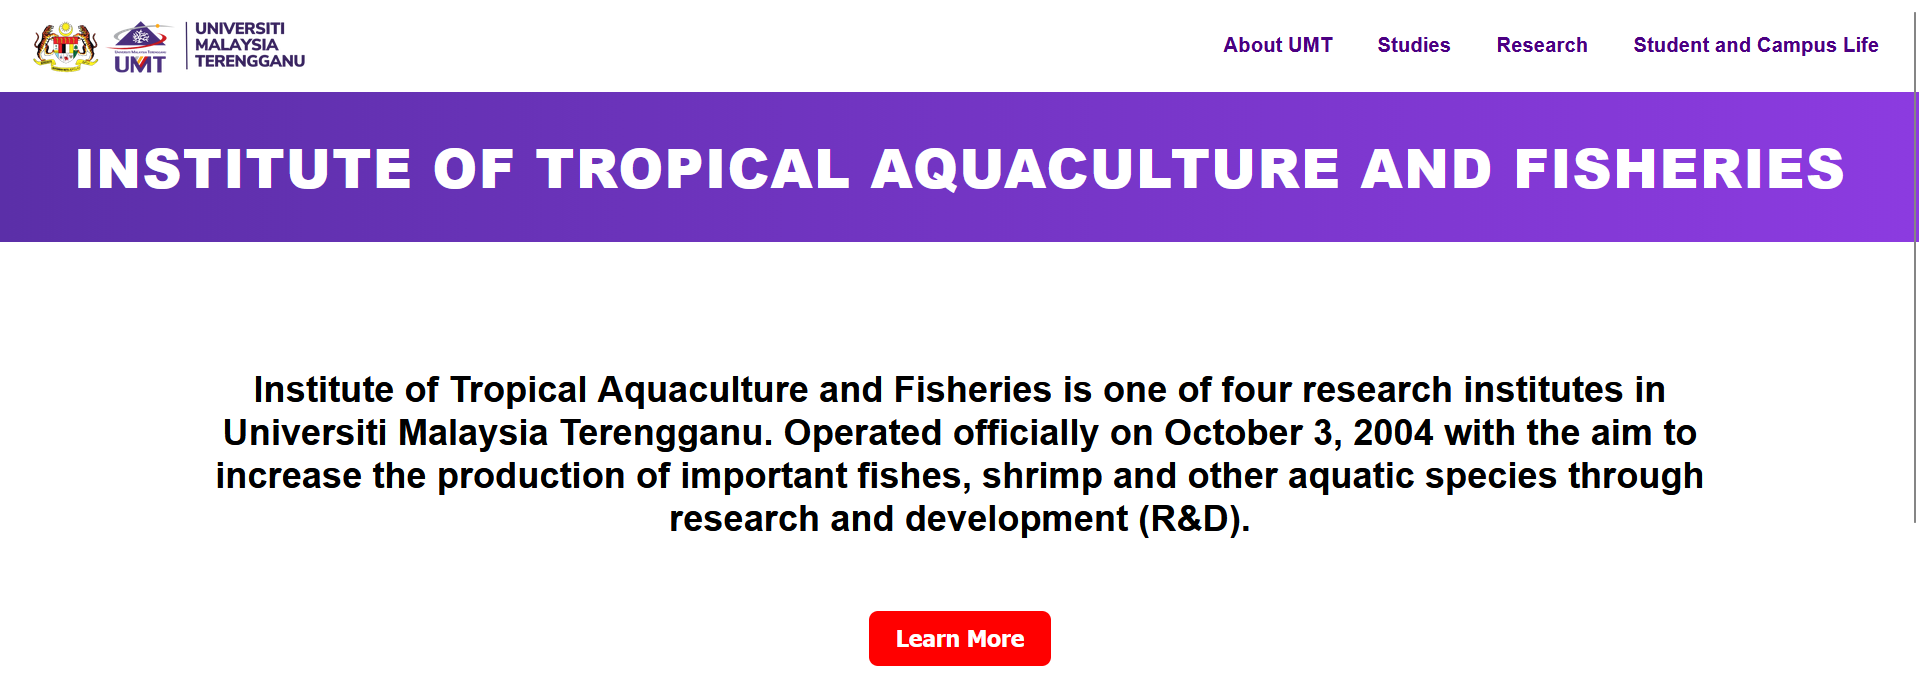 UNIVERSITI
MALAYSIA
TERENGGANU
UMT
About UMT
Studies
Research
Student and Campus Life
INSTITUTE OF TROPICAL AQUACULTURE AND FISHERIES
Institute of Tropical Aquaculture and Fisheries is one of four research institutes in
Universiti Malaysia Terengganu. Operated officially on October 3, 2004 with the aim to
increase the production of important fishes, shrimp and other aquatic species through
research and development (R&D).
Learn More